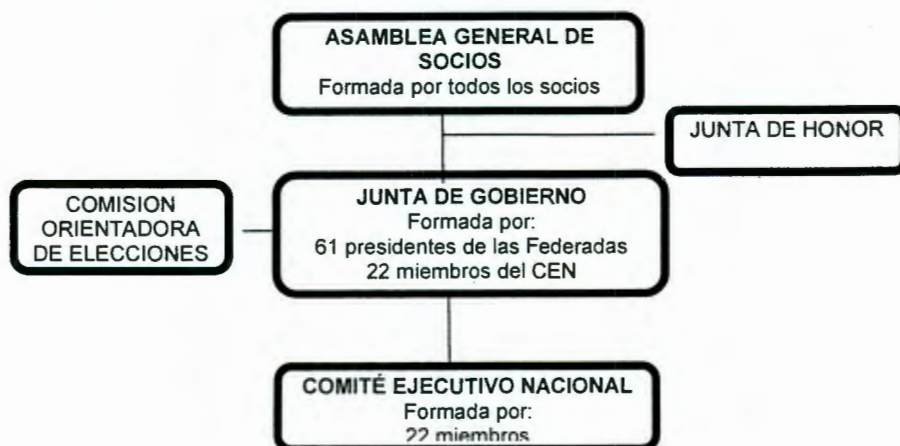 ASAMBLEA GENERAL DE
SOCIOS
Formada por todos los socios
JUNTA DE HONOR
COMISION
ORIENTADORA
DE ELECCIONES
JUNTA DE GOBIERNO
Formada por:
61 presidentes de las Federadas
22 miembros del CEN
COMITÉ EJECUTIVO NACIONAL
Formada por:
22 miembros